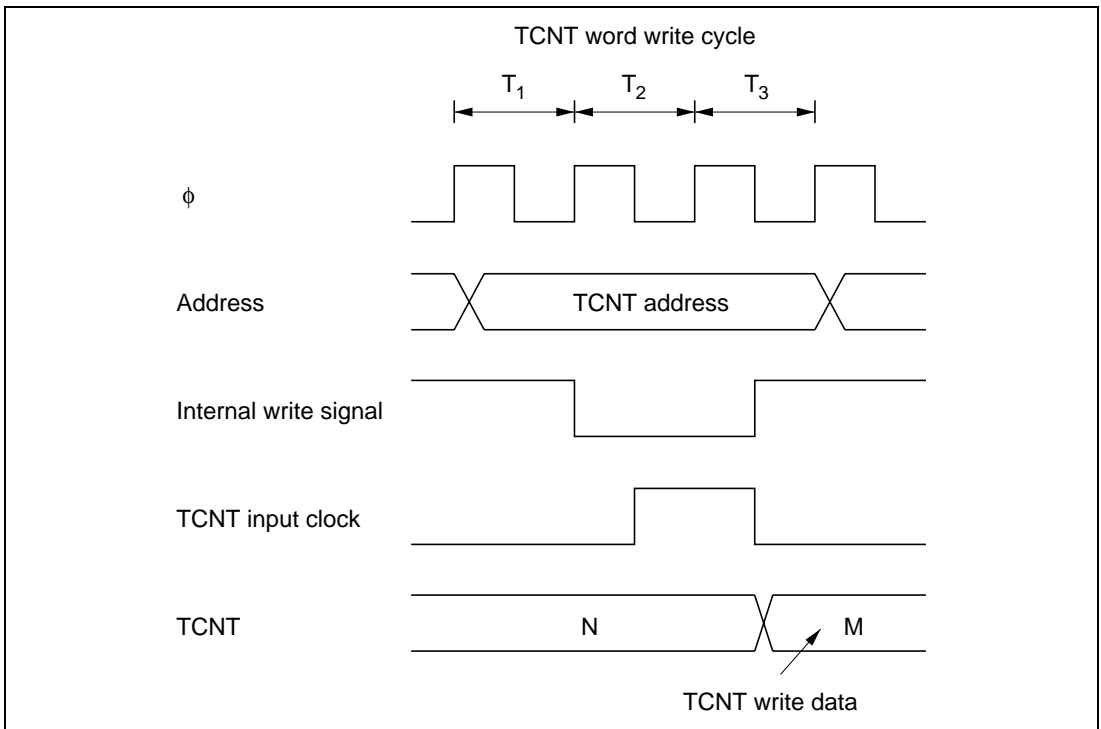 TCNT word write cycle
T1 T2 T3
ϕ
Address TCNT address
Internal write signal
TCNT input clock
TCNT N M
TCNT write data